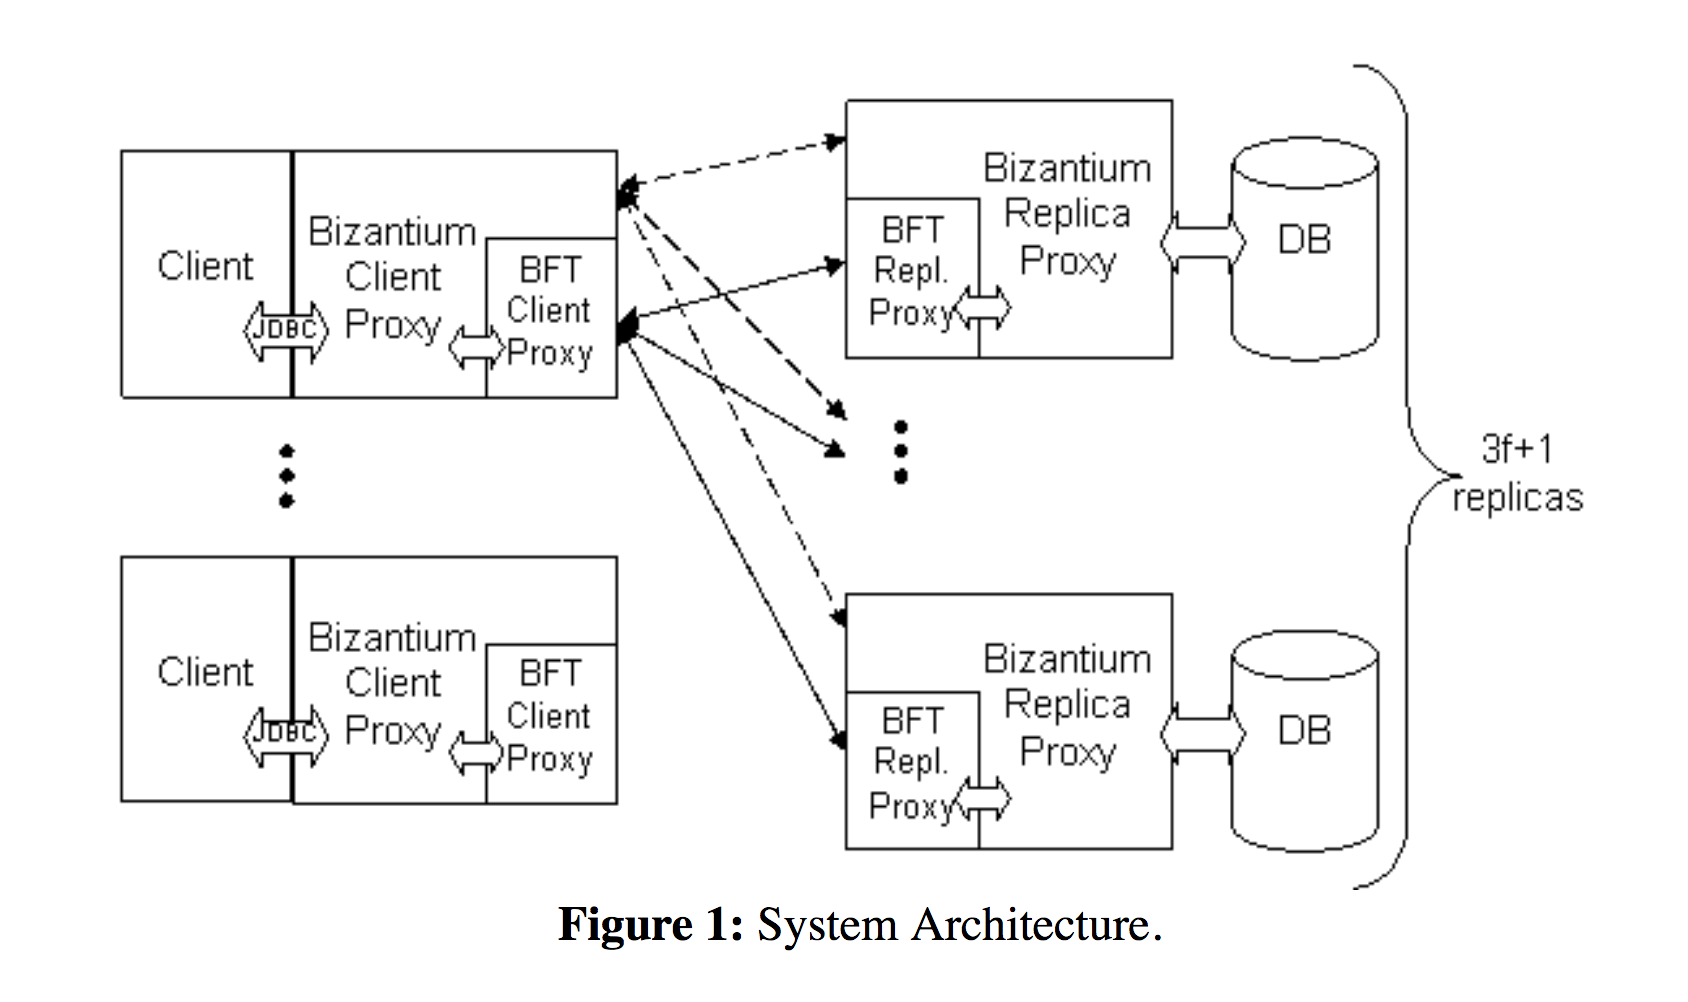 Client
JDBC
Bizantium
Client
Proxy
BFT
Client
Proxy
Client
JDBC
Bizantium
Client
Proxy
BFT
Client
Proxy
Bizantium
Replica
Proxy
BFT
Repl.
Proxy
DB
Bizantium
Replica
Proxy
BFT
Repl.
Proxy
DB
3f+1
replicas
Figure 1: System Architecture.